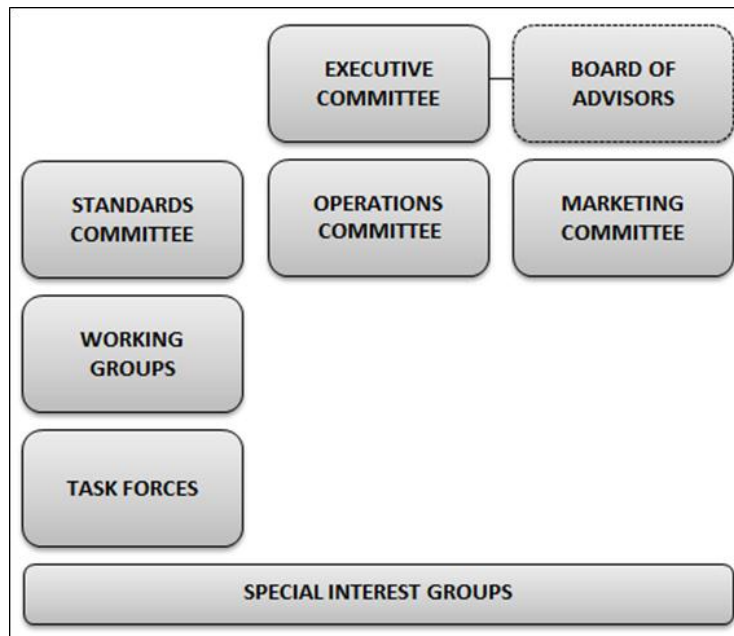 EXECUTIVE
COMMITTEE
BOARD OF
ADVISORS
STANDARDS
COMMITTEE
OPERATIONS
COMMITTEE
MARKETING
COMMITTEE
WORKING
GROUPS
TASK FORCES
SPECIAL INTEREST GROUPS